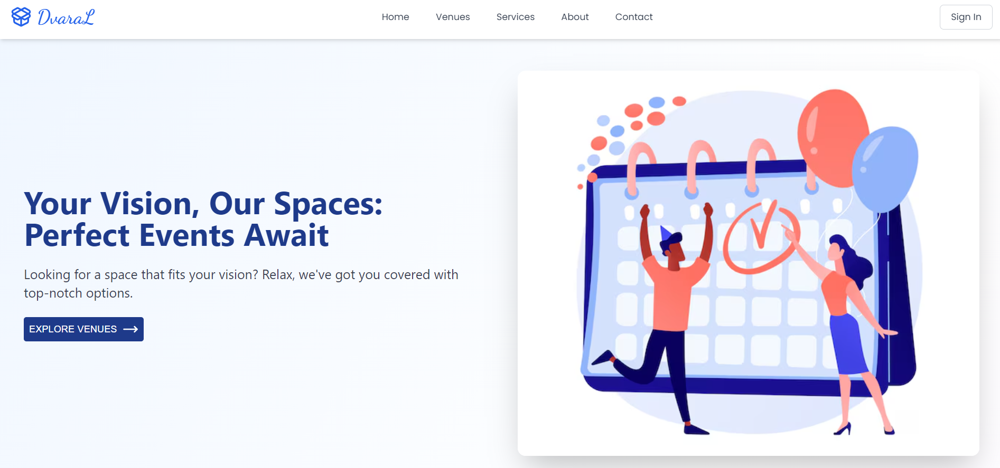 DvaraL
Home
Venues
Services
About
Contact
Sign In
Your Vision, Our Spaces:
Perfect Events Await
Looking for a space that fits your vision? Relax, we've got you covered with
top-notch options.
EXPLORE VENUES